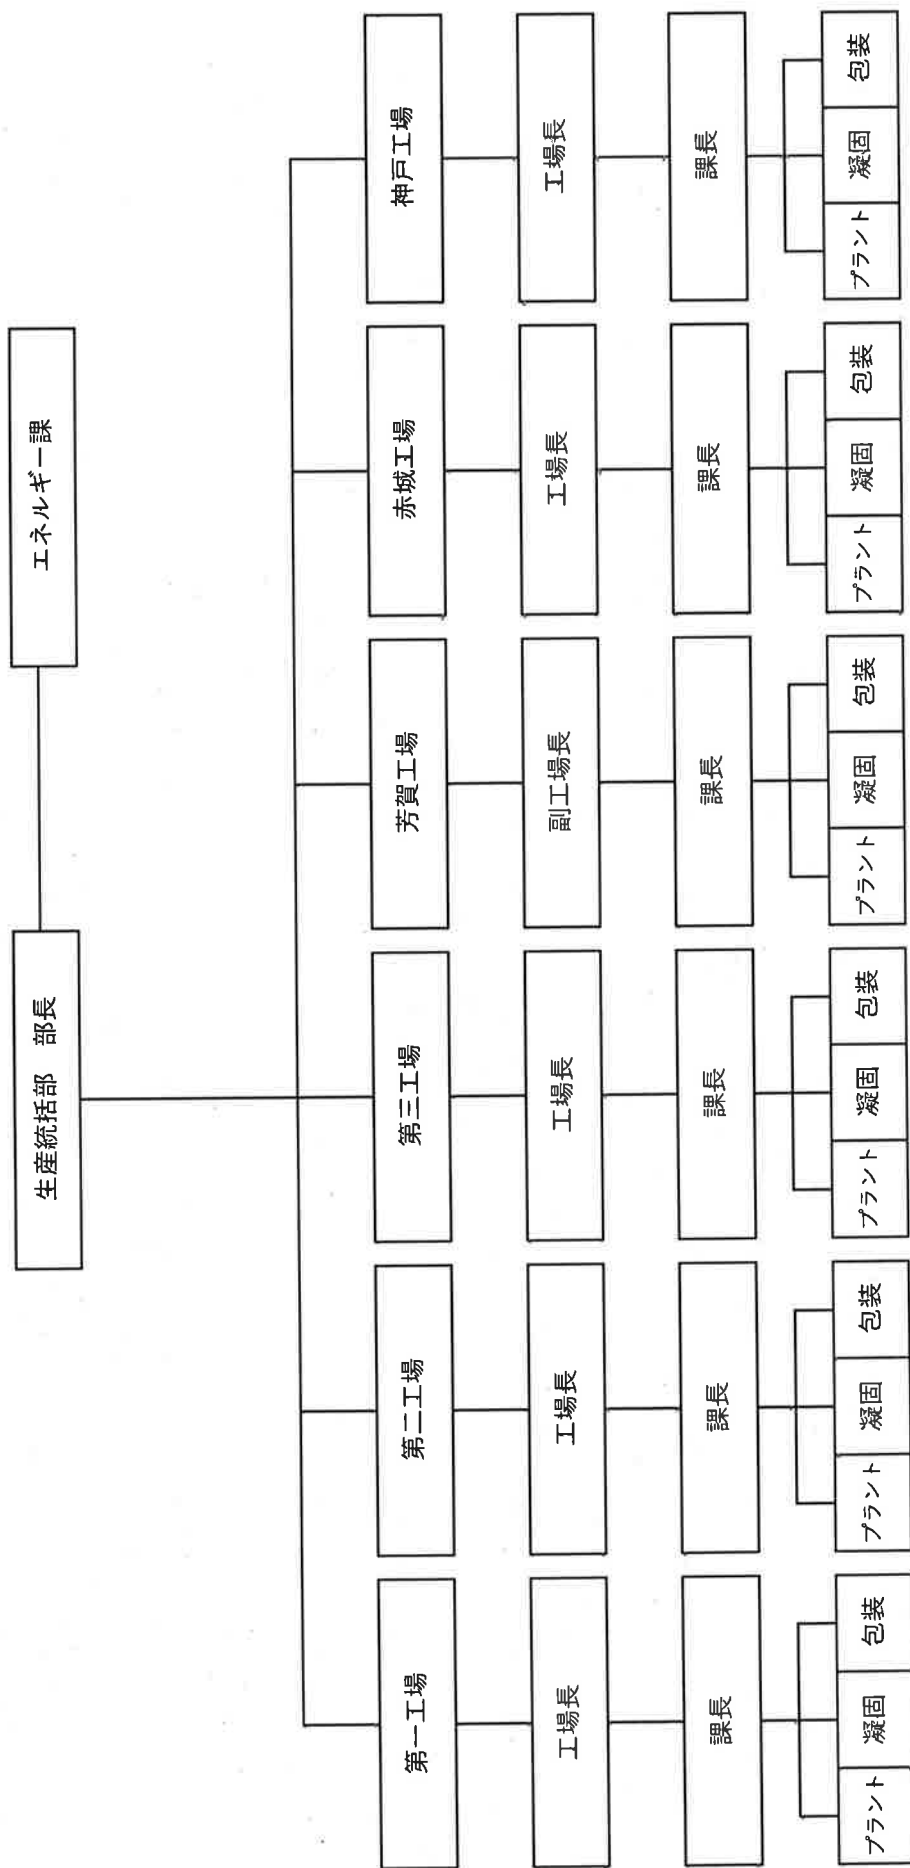 生産統括部　部長
エネルギー課
第一工場
第二工場
第三工場
芳賀工場
赤城工場
神戸工場
工場長
工場長
工場長
副工場長
工場長
工場長
課長
課長
課長
課長
課長
課長
プラント
凝固
包装
プラント
凝固
包装
プラント
凝固
包装
プラント
凝固
包装
プラント
凝固
包装
プラント
凝固
包装